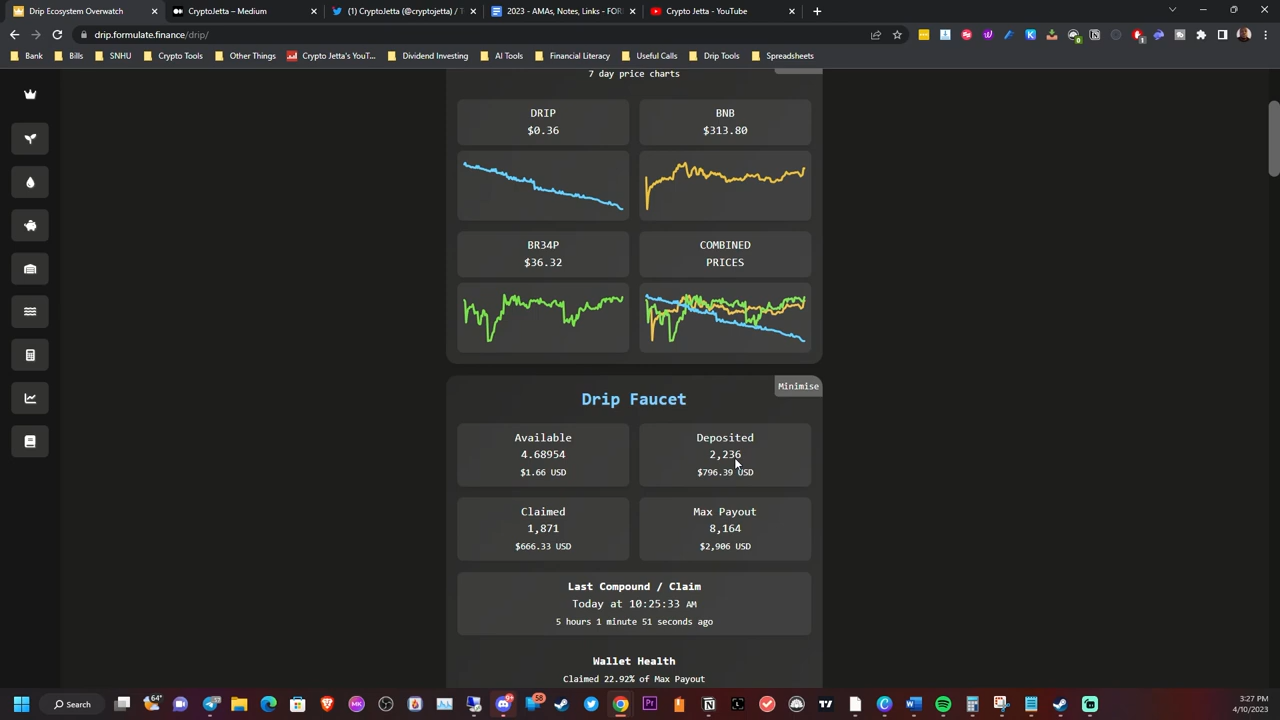 Drip Ecosystem Overwatch
CryptoJetta – Medium
(1) CryptoJetta (@cryptojetta) / T
2023 - AMAs, Notes, Links - FOR
Crypto Jetta - YouTube
drip.formulate.finance/drip/
Bank
Bills
SNHU
Crypto Tools
Other Things
Crypto Jetta's YouT...
Dividend Investing
AI Tools
Financial Literacy
Useful Calls
Drip Tools
Spreadsheets
7 day price charts
DRIP
$0.36
BNB
$313.80
BR34P
$36.32
COMBINED
PRICES
Minimise
Drip Faucet
Available
4.68954
$1.66 USD
Deposited
2,236
$796.39 USD
Claimed
1,871
$666.33 USD
Max Payout
8,164
$2,906 USD
Last Compound / Claim
Today at 10:25:33 AM
5 hours 1 minute 51 seconds ago
Wallet Health
Claimed 22.92% of Max Payout
64°
Search
58
3:27 PM
4/10/2023